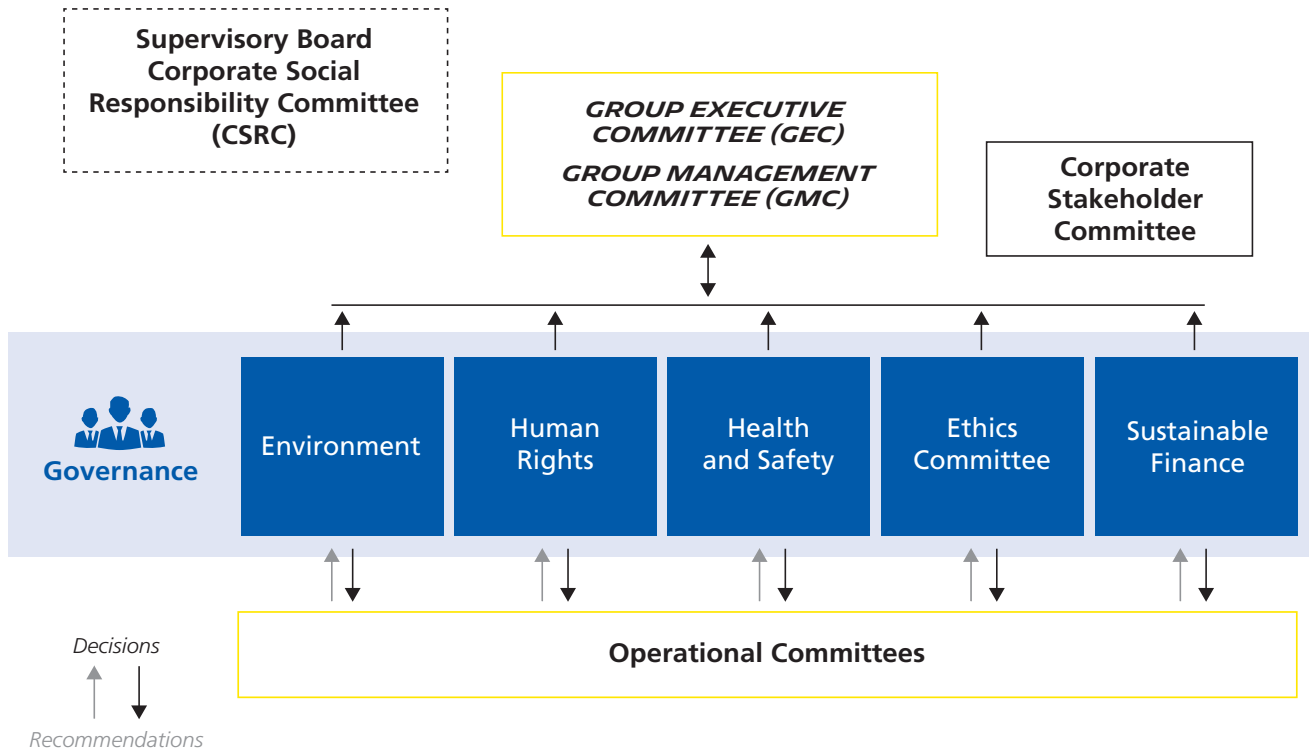 Supervisory Board
Corporate Social
Responsibility Committee
(CSRC)
GROUP EXECUTIVE
COMMITTEE (GEC)
GROUP MANAGEMENT
COMMITTEE (GMC)
Corporate
Stakeholder
Committee
Governance
Environment
Human
Rights
Health
and Safety
Ethics
Committee
Sustainable
Finance
Operational Committees
Decisions
Recommendations